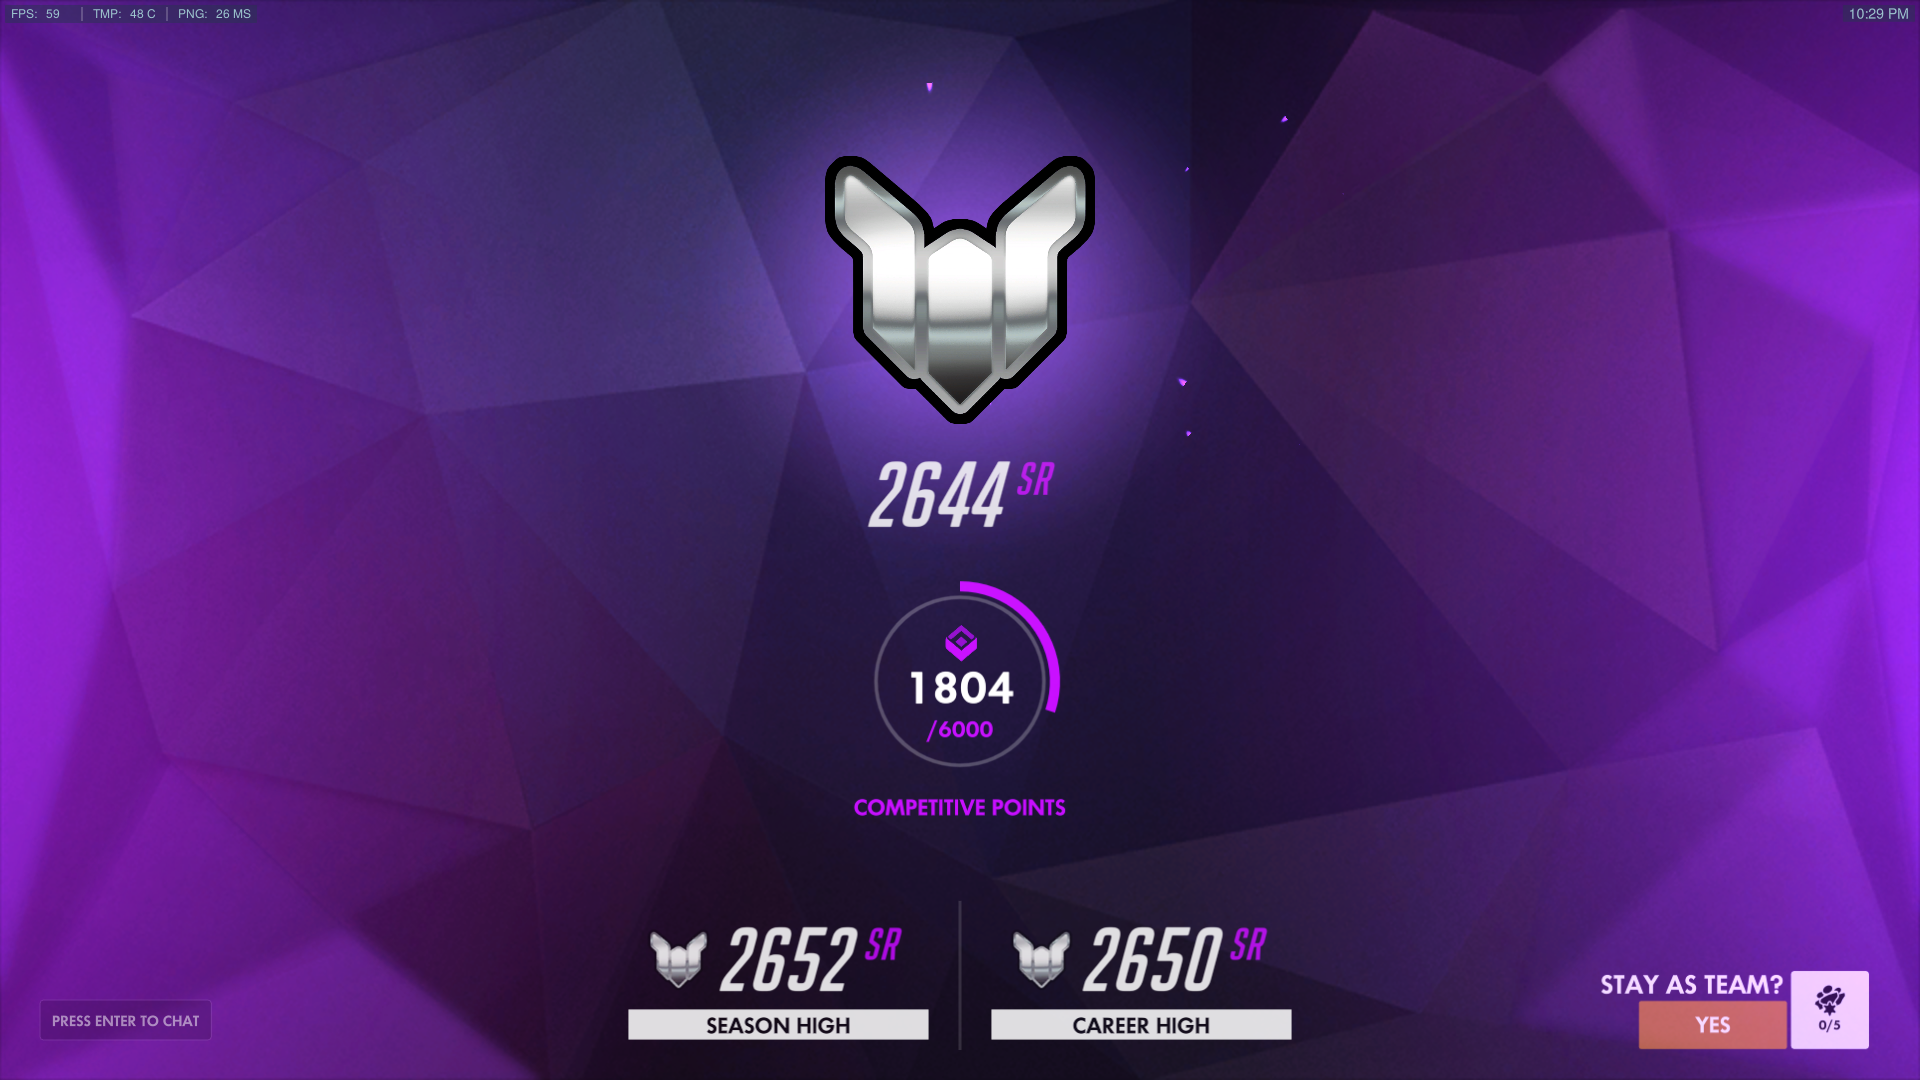 FPS: 59 | TMP: 48 C | PNG: 26 MS
10:29 PM
2644 SR
1804
/6000
COMPETITIVE POINTS
2652 SR
SEASON HIGH
2650 SR
CAREER HIGH
STAY AS TEAM?
YES
0/5
PRESS ENTER TO CHAT